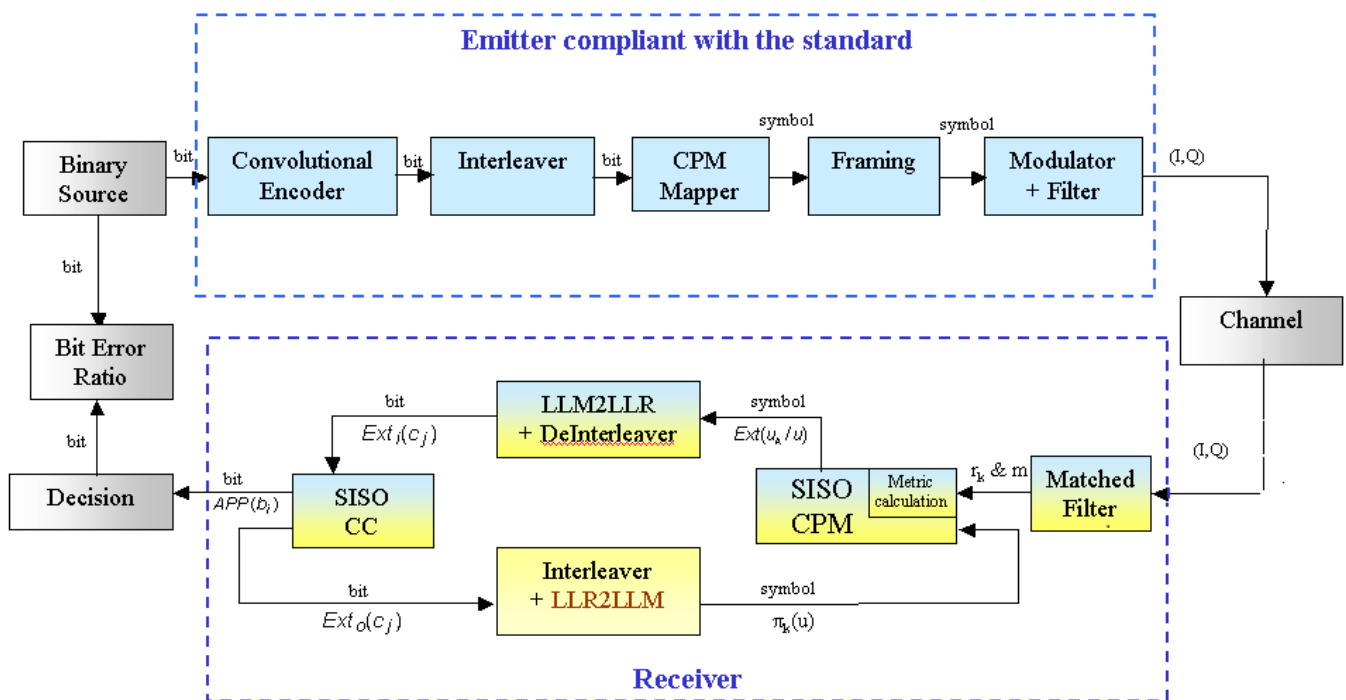 Emitter compliant with the standard
symbol
symbol
bit
bit
bit
(I,Q)
Binary
Source
Convolutional
Encoder
Interleaver
CPM
Mapper
Framing
Modulator
+ Filter
bit
Bit Error
Ratio
Channel
bit
Decision
bit
APP(b_i)
SISO
CC
bit
Ext_I(c_j)
LLM2LLR
+ DeInterleaver
symbol
Ext(u_k/u)
SISO
CPM
Metric
calculation
r_k & m
Matched
Filter
(I,Q)
bit
Ext_O(c_j)
Interleaver
+ LLR2LLM
symbol
π_k(u)
Receiver